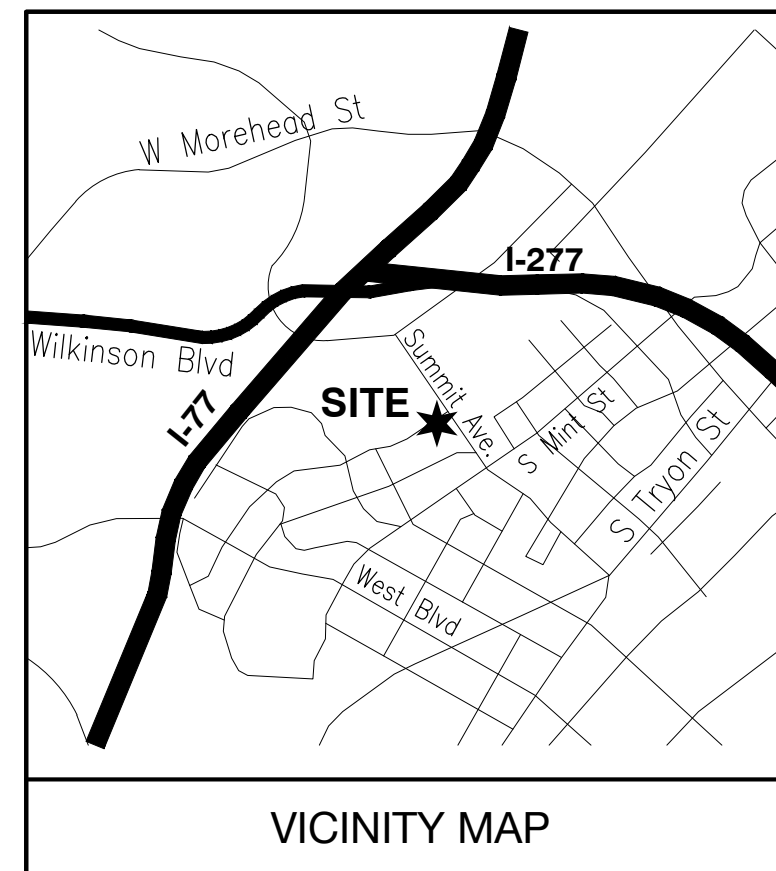 W Morehead St
I-277
Wilkinson Blvd
Summit Ave.
I-77
SITE
S Mint St
S Tryon St
West Blvd
VICINITY MAP